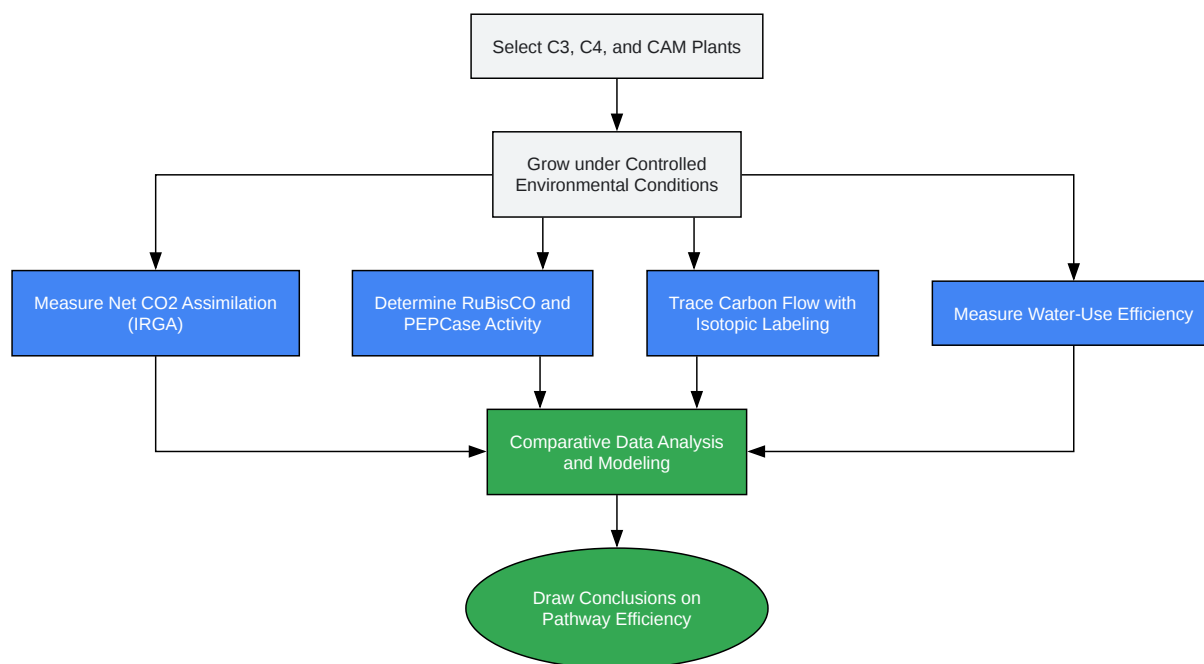 Select C3, C4, and CAM Plants
Grow under Controlled
Environmental Conditions
Measure Net CO2 Assimilation
(IRGA)
Determine RuBisCO and
PEPCase Activity
Trace Carbon Flow with
Isotopic Labeling
Measure Water-Use Efficiency
Comparative Data Analysis
and Modeling
Draw Conclusions on
Pathway Efficiency